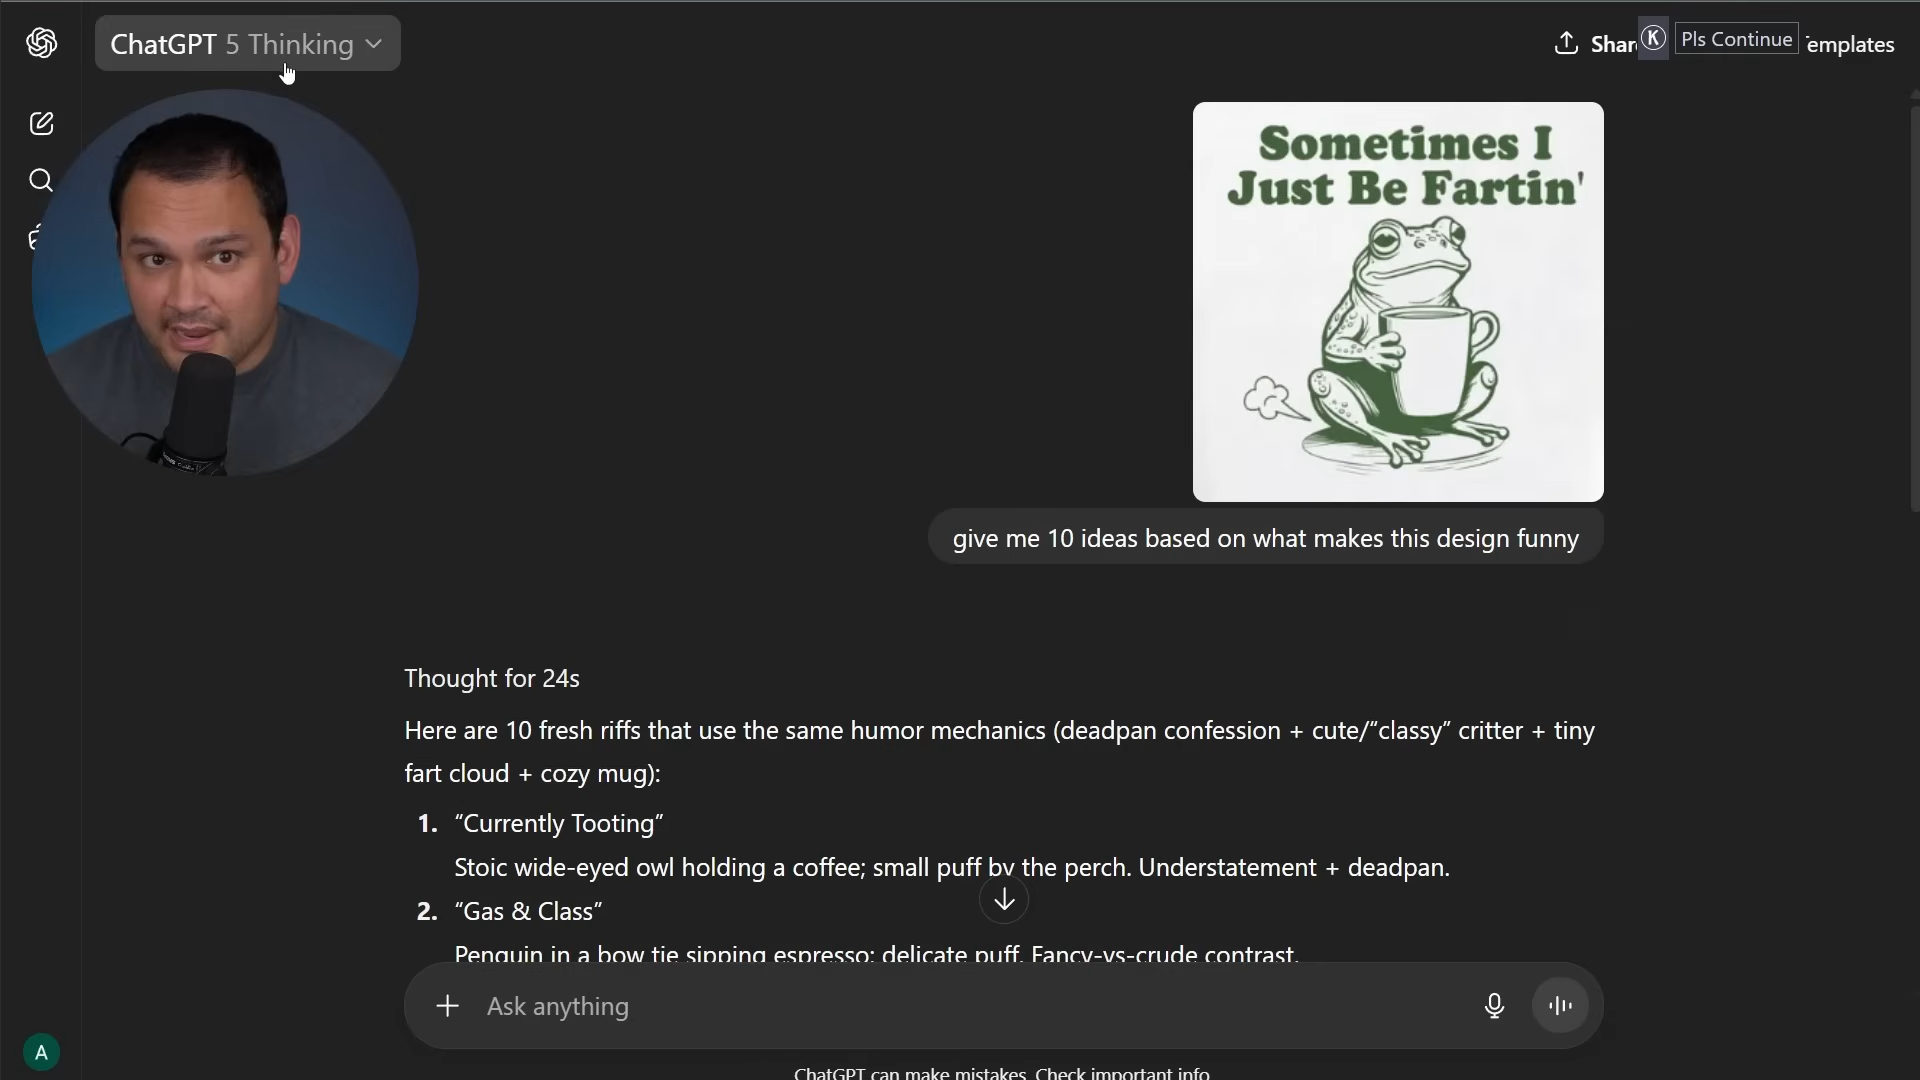 ChatGPT 5 Thinking
Shar
K
Pls Continue
emplates
Sometimes I
Just Be Fartin'
give me 10 ideas based on what makes this design funny
Thought for 24s
Here are 10 fresh riffs that use the same humor mechanics (deadpan confession + cute/“classy” critter + tiny
fart cloud + cozy mug):
1. “Currently Tooting”
Stoic wide-eyed owl holding a coffee; small puff by the perch. Understatement + deadpan.
2. “Gas & Class”
Penguin in a bow tie sipping espresso; delicate puff. Fancy-vs-crude contrast.
Ask anything
A
ChatGPT can make mistakes. Check important info.